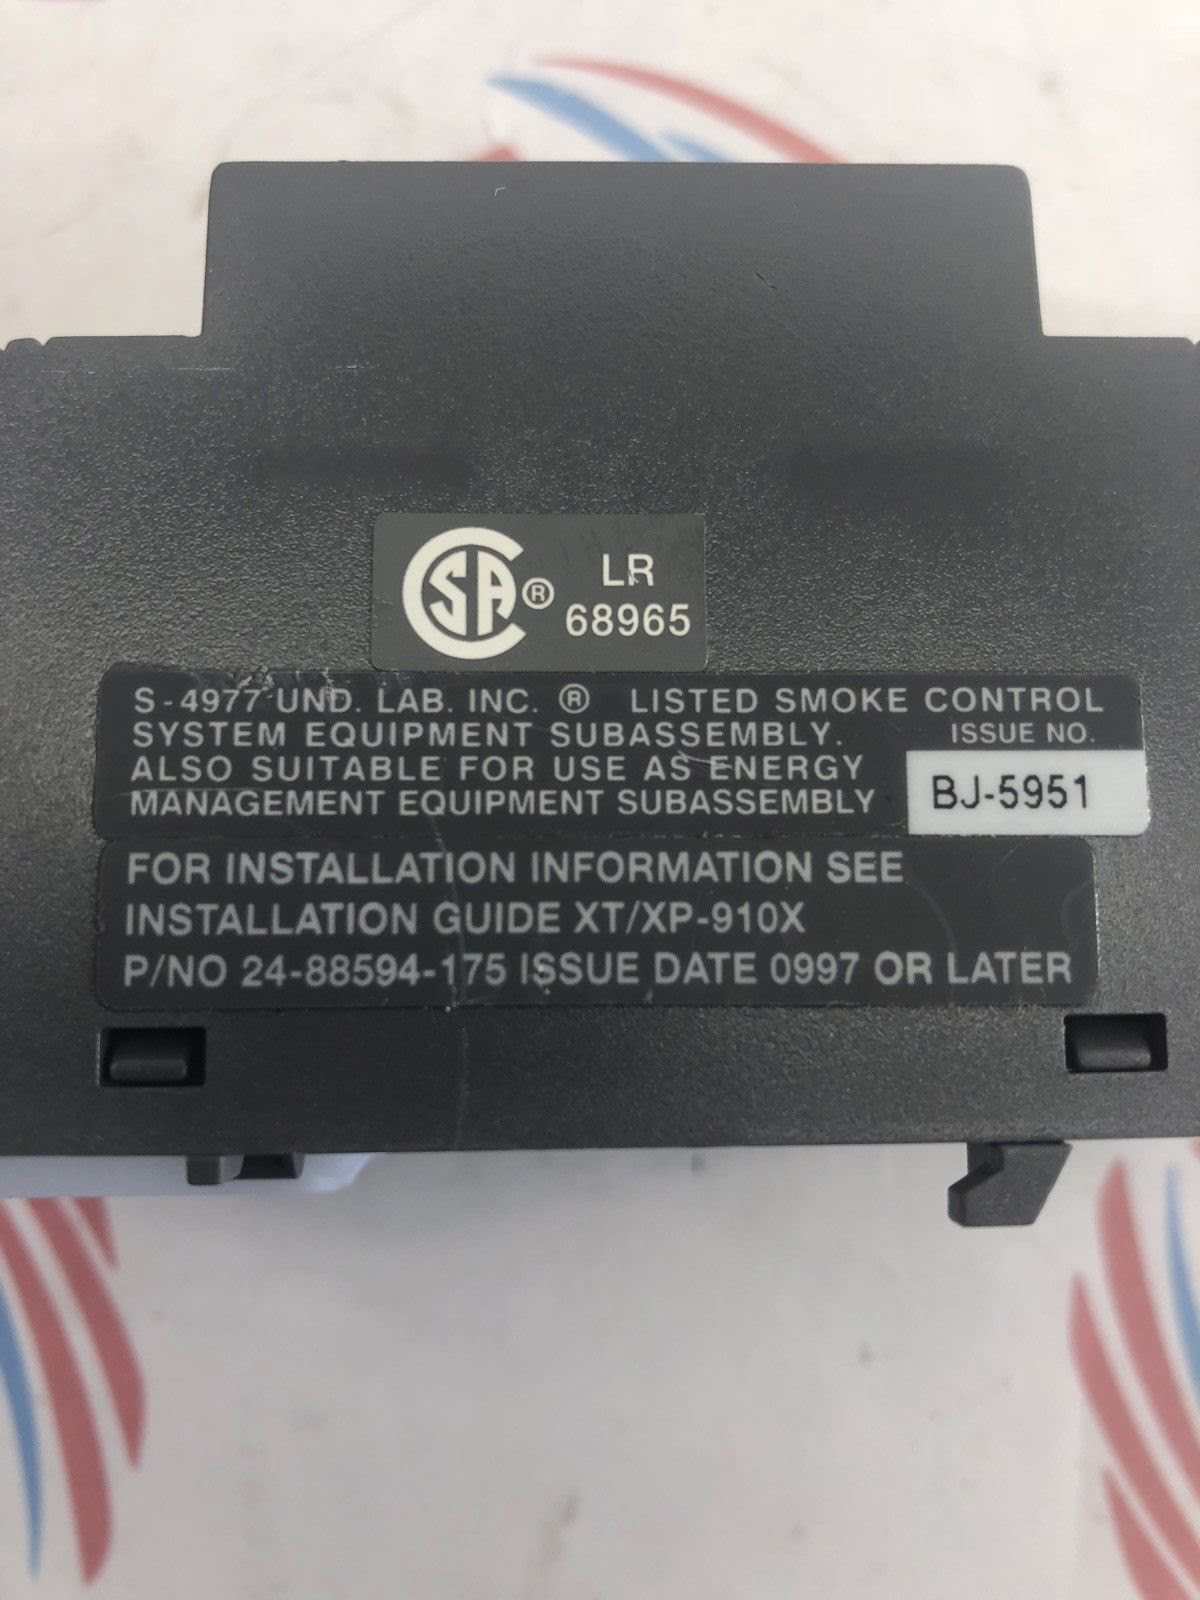 CSA ® LR
68965
S-4977 UND. LAB. INC. ® LISTED SMOKE CONTROL
SYSTEM EQUIPMENT SUBASSEMBLY. ISSUE NO.
ALSO SUITABLE FOR USE AS ENERGY
MANAGEMENT EQUIPMENT SUBASSEMBLY BJ-5951
FOR INSTALLATION INFORMATION SEE
INSTALLATION GUIDE XT/XP-910X
P/NO 24-88594-175 ISSUE DATE 0997 OR LATER